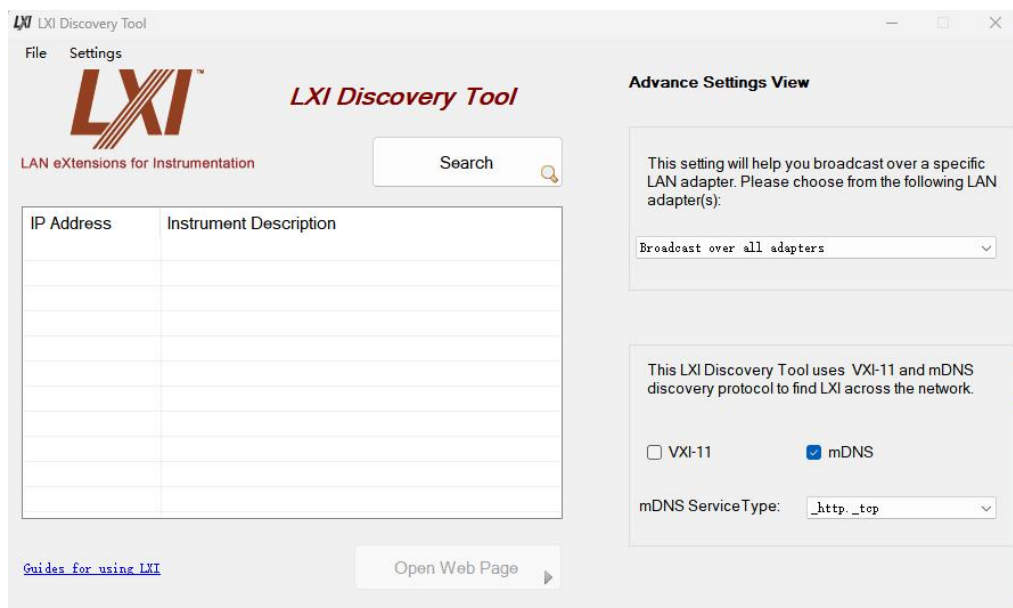 LXI LXI Discovery Tool
File Settings
LXI™
LAN eXtensions for Instrumentation
LXI Discovery Tool
Search
IP Address Instrument Description
Guides for using LXI
Open Web Page
Advance Settings View
This setting will help you broadcast over a specific
LAN adapter. Please choose from the following LAN
adapter(s):
Broadcast over all adapters
This LXI Discovery Tool uses VXI-11 and mDNS
discovery protocol to find LXI across the network.
VXI-11 mDNS
mDNS ServiceType: _http._tcp